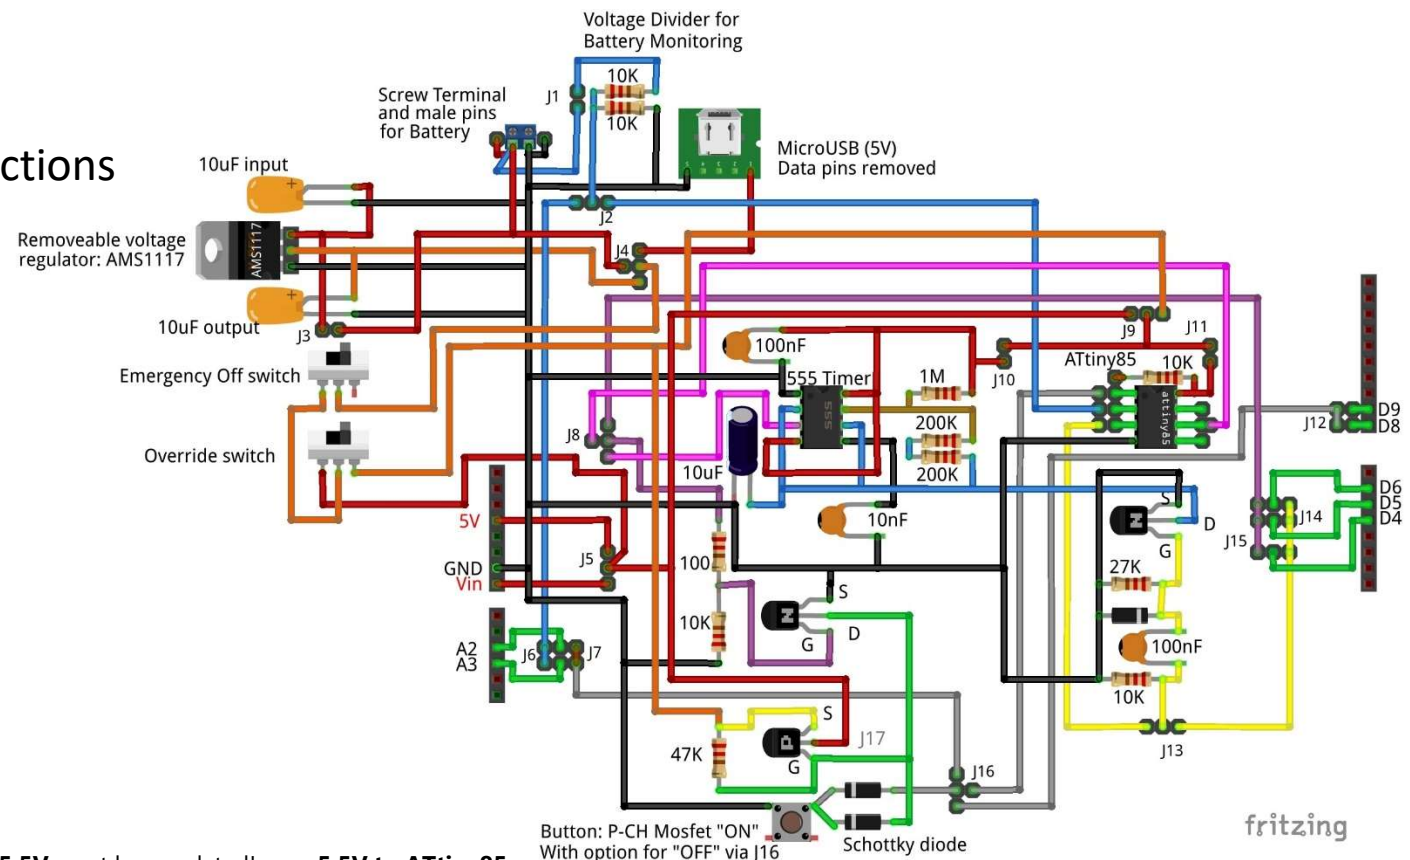 Voltage Divider for
Battery Monitoring
10K
10K
J1
Screw Terminal
and male pins
for Battery
MicroUSB (5V)
Data pins removed
ctions
10uF input
J2
Removeable voltage
regulator: AMS1117
AMS1117
J4
10uF output
J3
J9
J11
100nF
ATtiny85
10K
Emergency Off switch
555 Timer
1M
J10
555
attiny85
D9
D8
J12
J8
200K
Override switch
10uF
200K
D6
D5
D4
5V
10nF
N
S
D
G
J14
J15
J5
100
GND
Vin
27K
S
10K
N
D
G
A2
A3
J6
J7
100nF
10K
47K
P
S
G
J17
J13
J16
Button: P-CH Mosfet "ON"
With option for "OFF" via J16
Schottky diode
fritzing